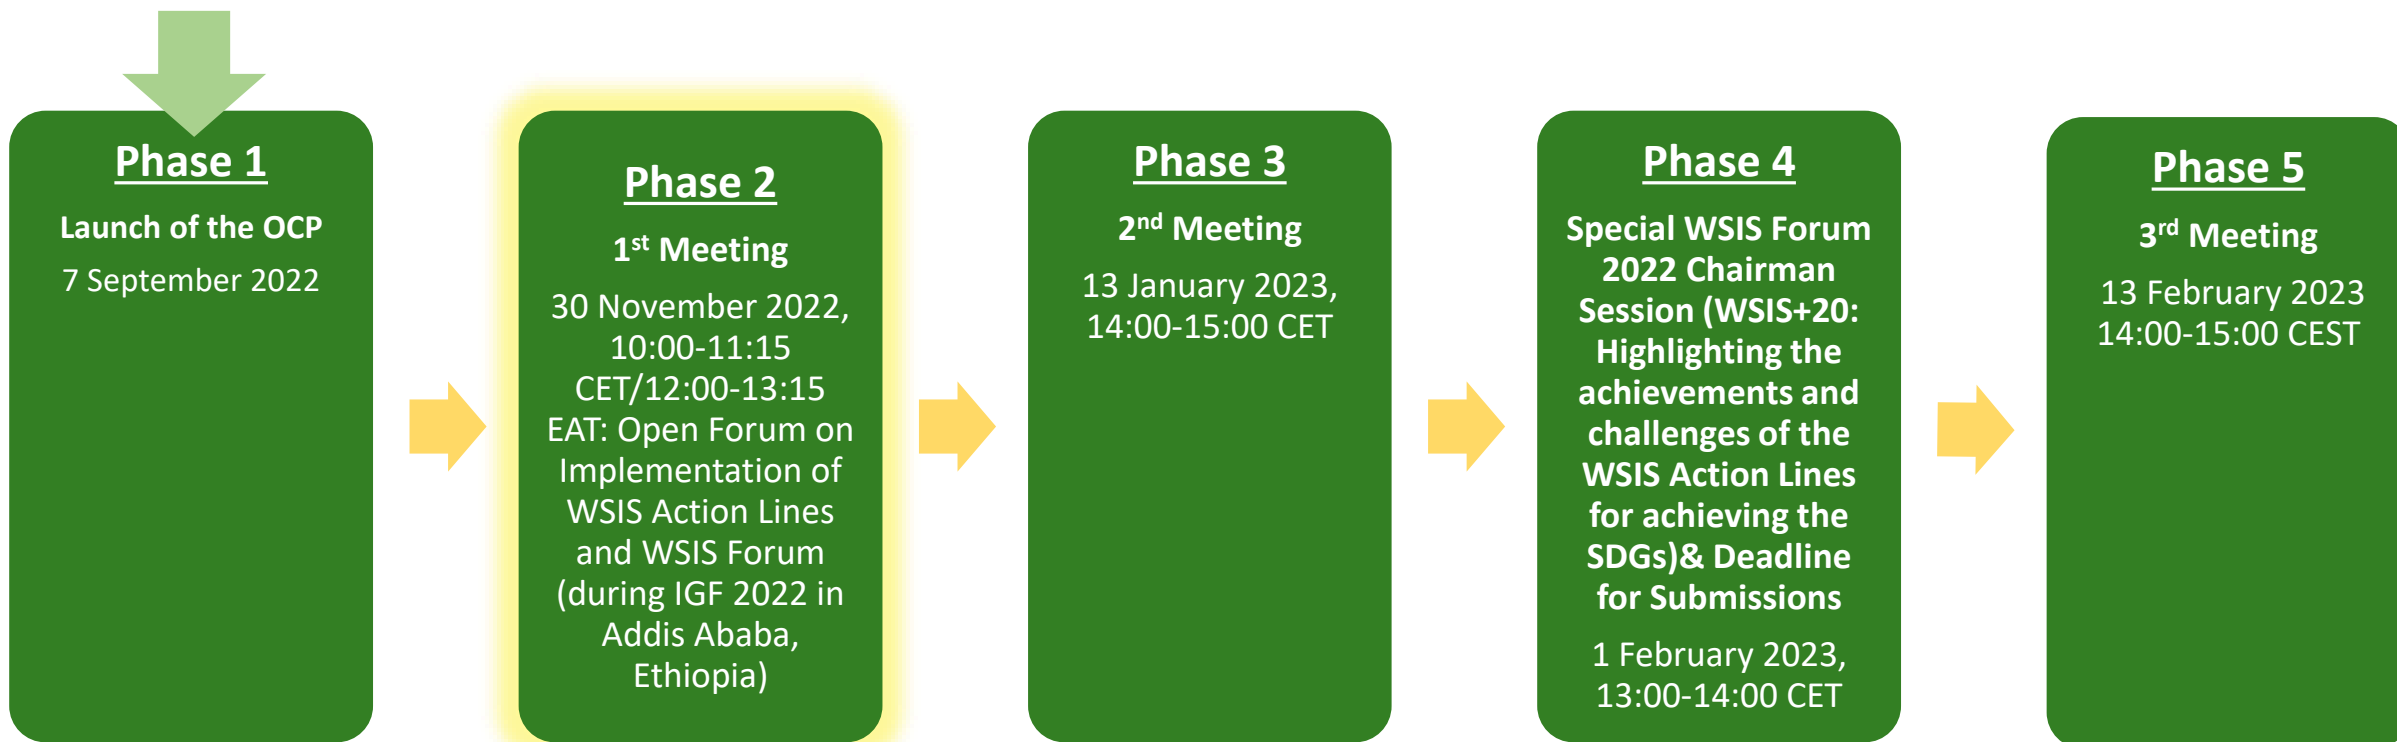 Phase 1
Launch of the OCP
7 September 2022
Phase 2
1st Meeting
30 November 2022,
10:00-11:15
CET/12:00-13:15
EAT: Open Forum on
Implementation of
WSIS Action Lines
and WSIS Forum
(during IGF 2022 in
Addis Ababa,
Ethiopia)
Phase 3
2nd Meeting
13 January 2023,
14:00-15:00 CET
Phase 4
Special WSIS Forum
2022 Chairman
Session (WSIS+20:
Highlighting the
achievements and
challenges of the
WSIS Action Lines
for achieving the
SDGs)& Deadline
for Submissions
1 February 2023,
13:00-14:00 CET
Phase 5
3rd Meeting
13 February 2023
14:00-15:00 CEST